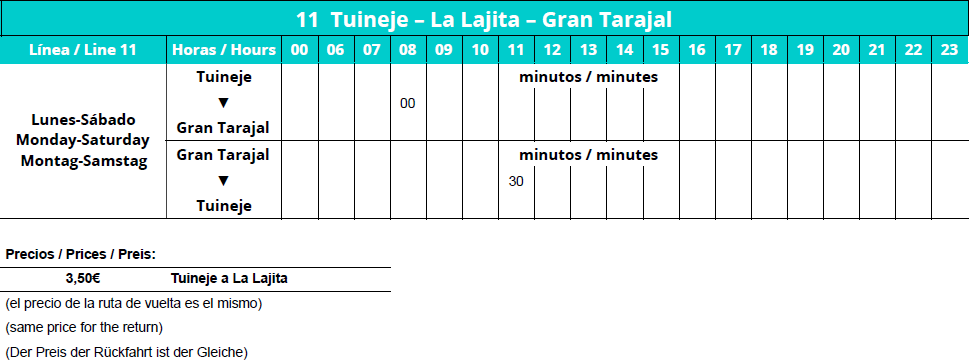 11 Tuineje – La Lajita – Gran Tarajal
Línea / Line 11 Horas / Hours 00 06 07 08 09 10 11 12 13 14 15 16 17 18 19 20 21 22 23
Tuineje minutos / minutes
▼ 00
Gran Tarajal
Lunes-Sábado
Monday-Saturday
Montag-Samstag
Gran Tarajal minutos / minutes
▼ 30
Tuineje
Precios / Prices / Preis:
3,50€ Tuineje a La Lajita
(el precio de la ruta de vuelta es el mismo)
(same price for the return)
(Der Preis der Rückfahrt ist der Gleiche)